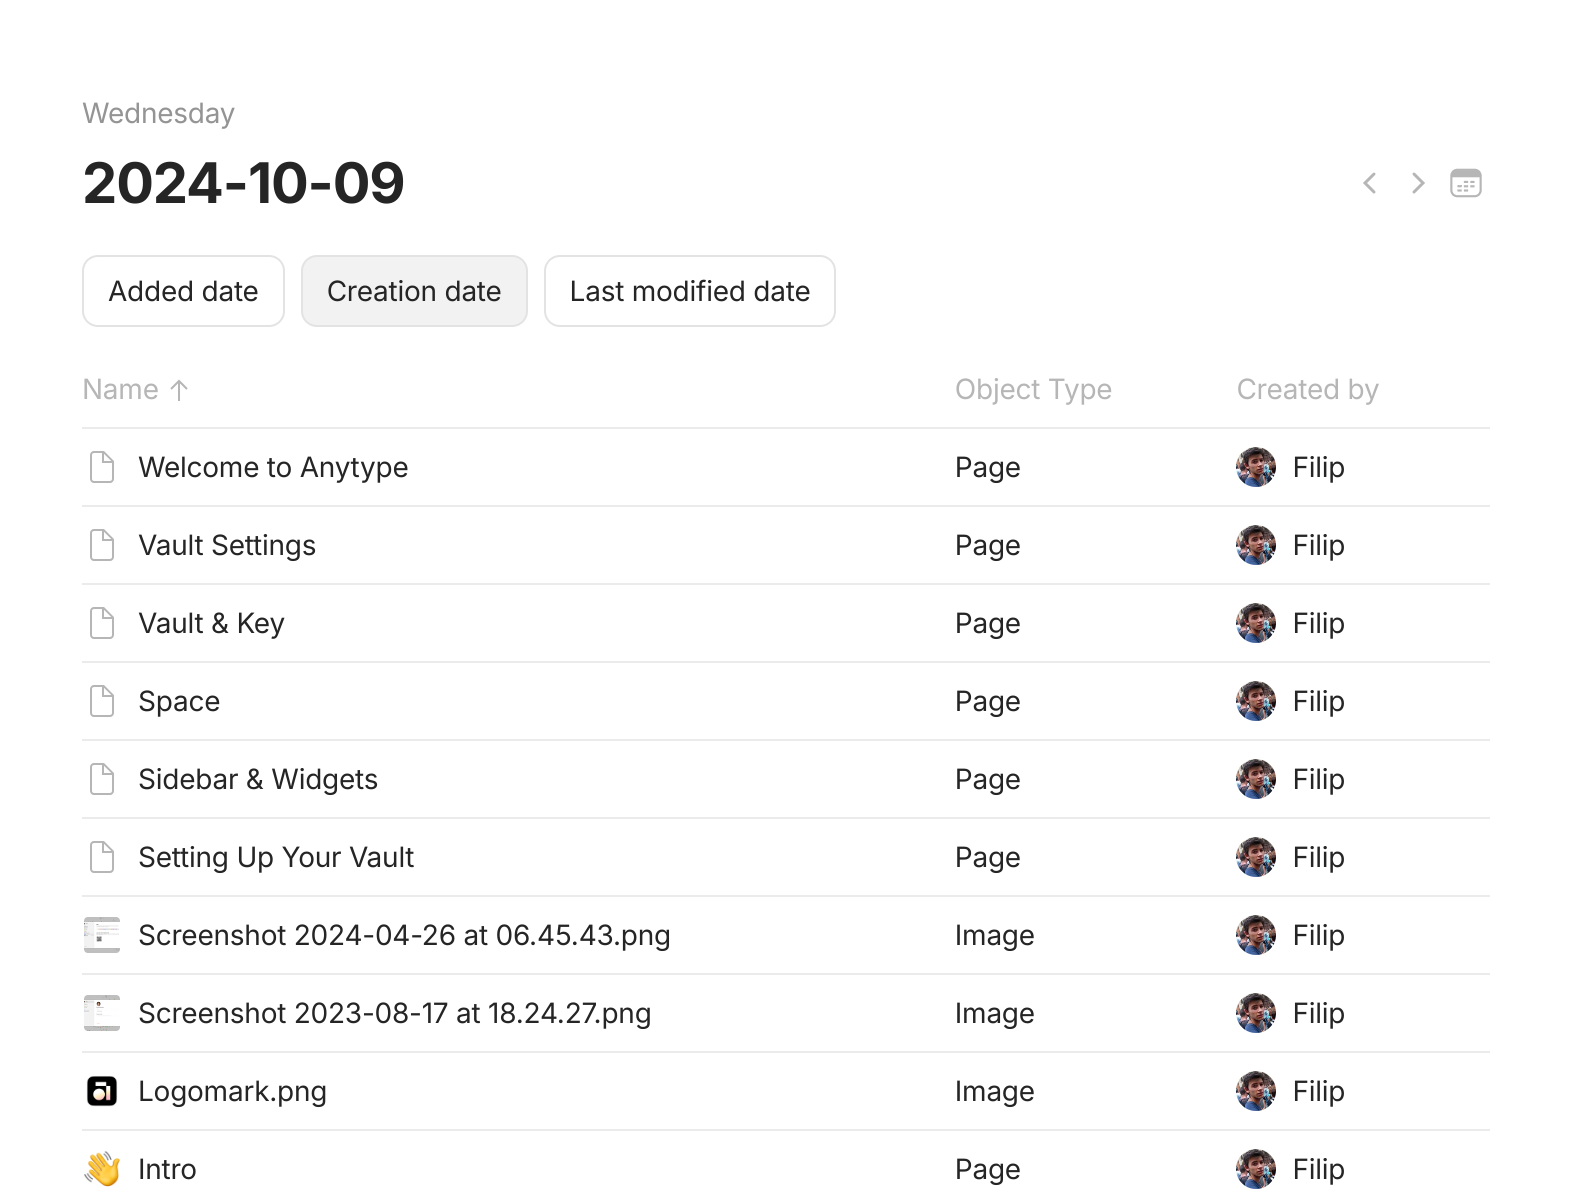 Wednesday
2024-10-09
Added date Creation date Last modified date
Name ↑ Object Type Created by
Welcome to Anytype Page Filip
Vault Settings Page Filip
Vault & Key Page Filip
Space Page Filip
Sidebar & Widgets Page Filip
Setting Up Your Vault Page Filip
Screenshot 2024-04-26 at 06.45.43.png Image Filip
Screenshot 2023-08-17 at 18.24.27.png Image Filip
Logomark.png Image Filip
👋 Intro Page Filip